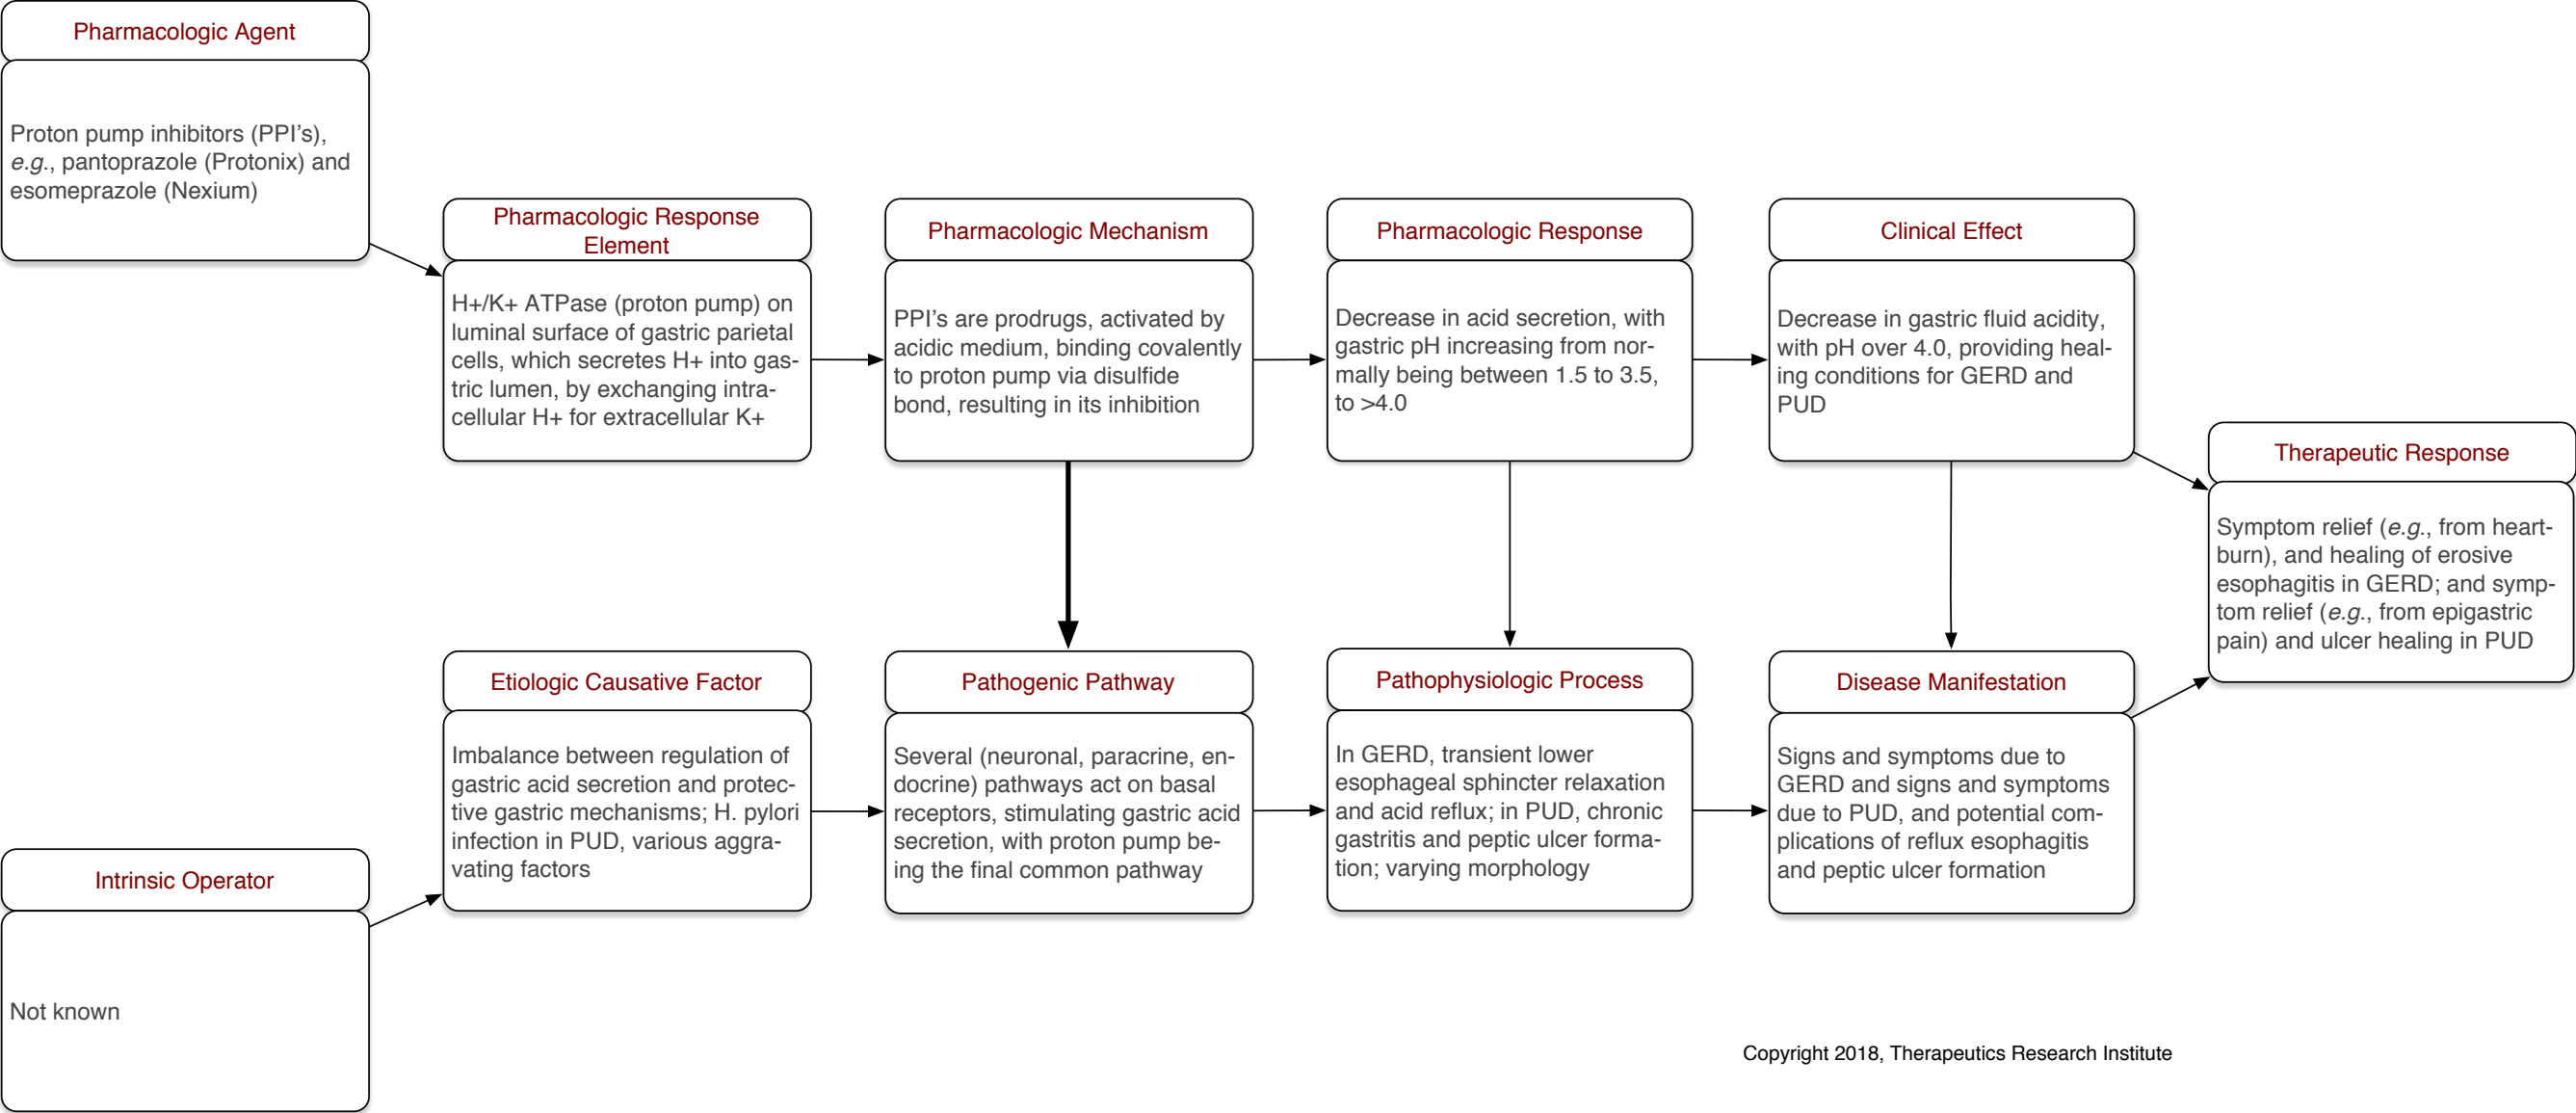 Pharmacologic Agent
Proton pump inhibitors (PPI’s),
e.g., pantoprazole (Protonix) and
esomeprazole (Nexium)
Pharmacologic Response
Element
H+/K+ ATPase (proton pump) on
luminal surface of gastric parietal
cells, which secretes H+ into gas-
tric lumen, by exchanging intra-
cellular H+ for extracellular K+
Pharmacologic Mechanism
PPI’s are prodrugs, activated by
acidic medium, binding covalently
to proton pump via disulfide
bond, resulting in its inhibition
Pharmacologic Response
Decrease in acid secretion, with
gastric pH increasing from nor-
mally being between 1.5 to 3.5,
to >4.0
Clinical Effect
Decrease in gastric fluid acidity,
with pH over 4.0, providing heal-
ing conditions for GERD and
PUD
Therapeutic Response
Symptom relief (e.g., from heart-
burn), and healing of erosive
esophagitis in GERD; and symp-
tom relief (e.g., from epigastric
pain) and ulcer healing in PUD
Intrinsic Operator
Not known
Etiologic Causative Factor
Imbalance between regulation of
gastric acid secretion and protec-
tive gastric mechanisms; H. pylori
infection in PUD, various aggra-
vating factors
Pathogenic Pathway
Several (neuronal, paracrine, en-
docrine) pathways act on basal
receptors, stimulating gastric acid
secretion, with proton pump be-
ing the final common pathway
Pathophysiologic Process
In GERD, transient lower
esophageal sphincter relaxation
and acid reflux; in PUD, chronic
gastritis and peptic ulcer forma-
tion; varying morphology
Disease Manifestation
Signs and symptoms due to
GERD and signs and symptoms
due to PUD, and potential com-
plications of reflux esophagitis
and peptic ulcer formation
Copyright 2018, Therapeutics Research Institute